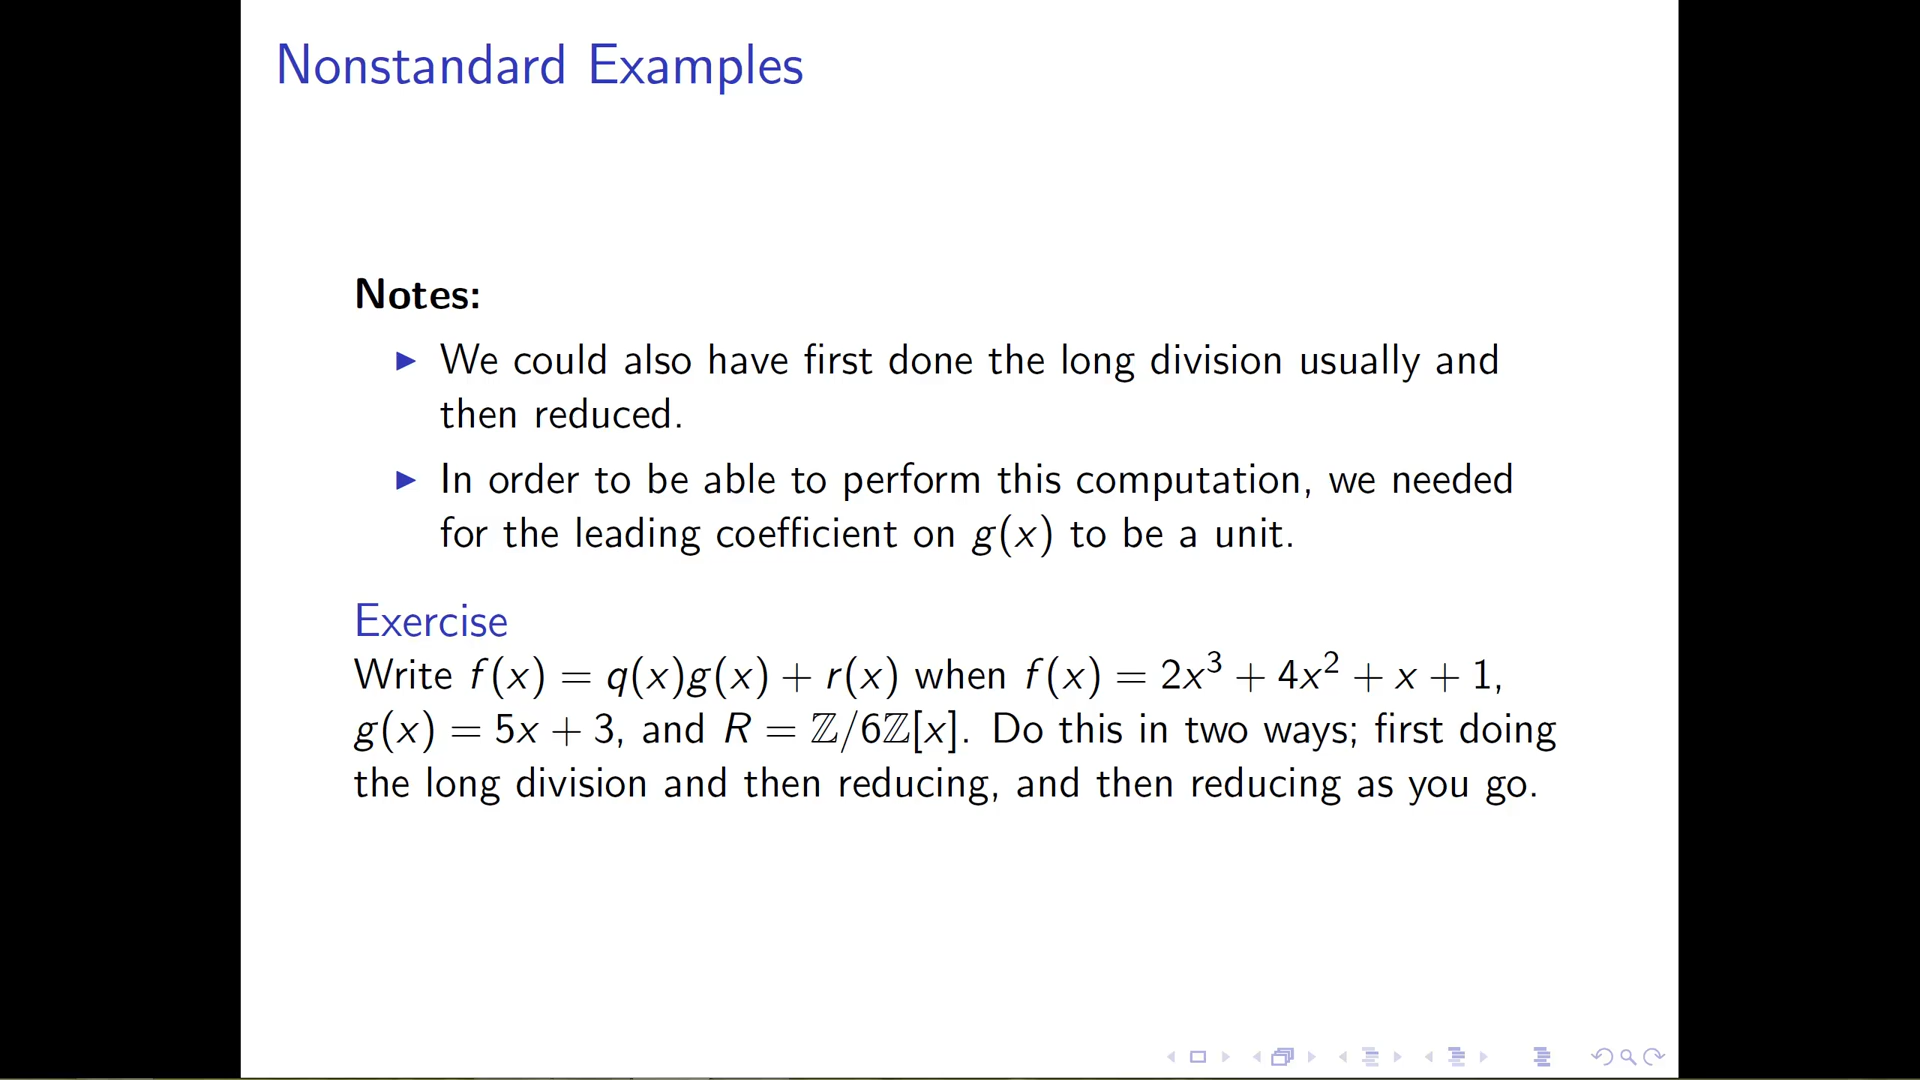 Nonstandard Examples
Notes:
▶ We could also have first done the long division usually and
then reduced.
▶ In order to be able to perform this computation, we needed
for the leading coefficient on g(x) to be a unit.
Exercise
Write f(x) = q(x)g(x) + r(x) when f(x) = 2x³ + 4x² + x + 1,
g(x) = 5x + 3, and R = ℤ/6ℤ[x]. Do this in two ways; first doing
the long division and then reducing, and then reducing as you go.